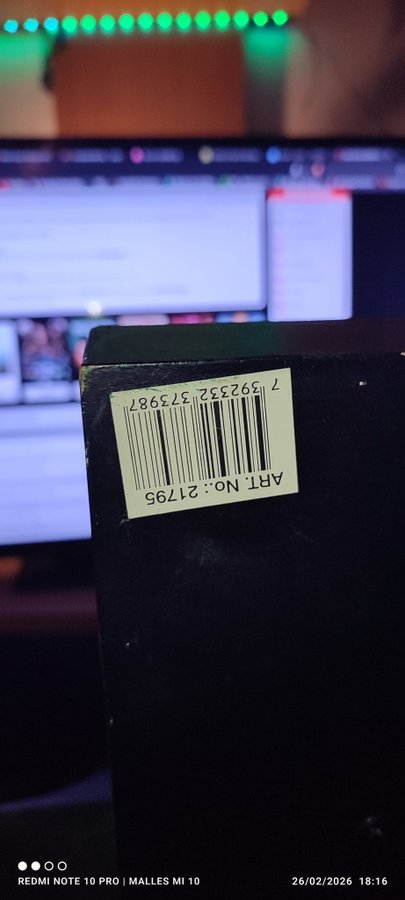 ART. No.: 21795
7 392332 373987
REDMI NOTE 10 PRO | MALLES MI 10
26/02/2026 18:16